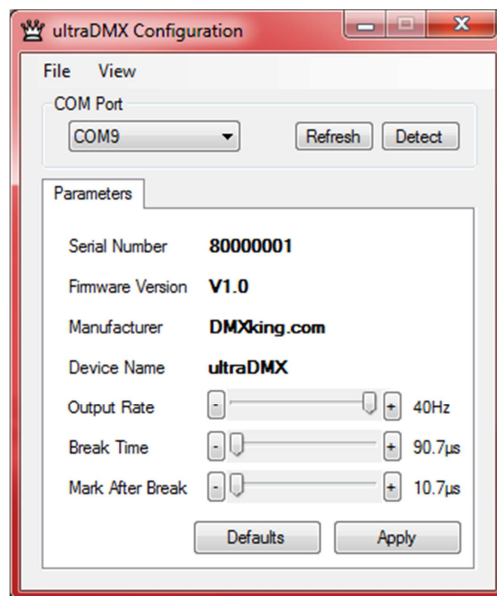 ultraDMX Configuration
File View
COM Port
COM9 Refresh Detect
Parameters
Serial Number 80000001
Firmware Version V1.0
Manufacturer DMXking.com
Device Name ultraDMX
Output Rate - + 40Hz
Break Time - + 90.7µs
Mark After Break - + 10.7µs
Defaults Apply